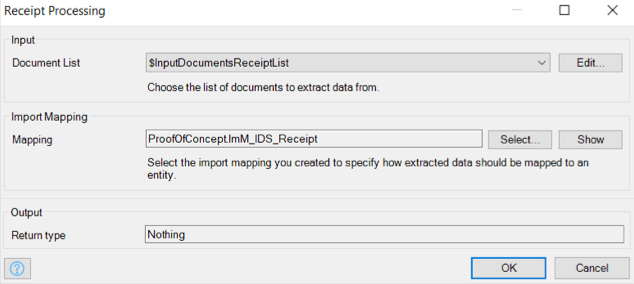 Receipt Processing
Input
Document List
$InputDocumentsReceiptList
Edit...
Choose the list of documents to extract data from.
Import Mapping
Mapping
ProofOfConcept.ImM_IDS_Receipt
Select...
Show
Select the import mapping you created to specify how extracted data should be mapped to an
entity.
Output
Return type
Nothing
?
OK
Cancel